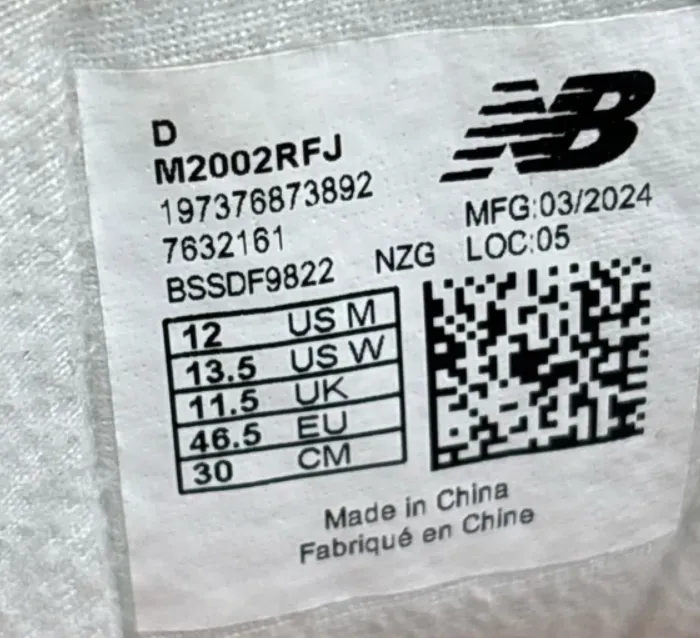 D
M2002RFJ
197376873892
7632161
BSSDF9822 NZG
NB
MFG:03/2024
LOC:05
12 US M
13.5 US W
11.5 UK
46.5 EU
30 CM
Made in China
Fabriqué en Chine